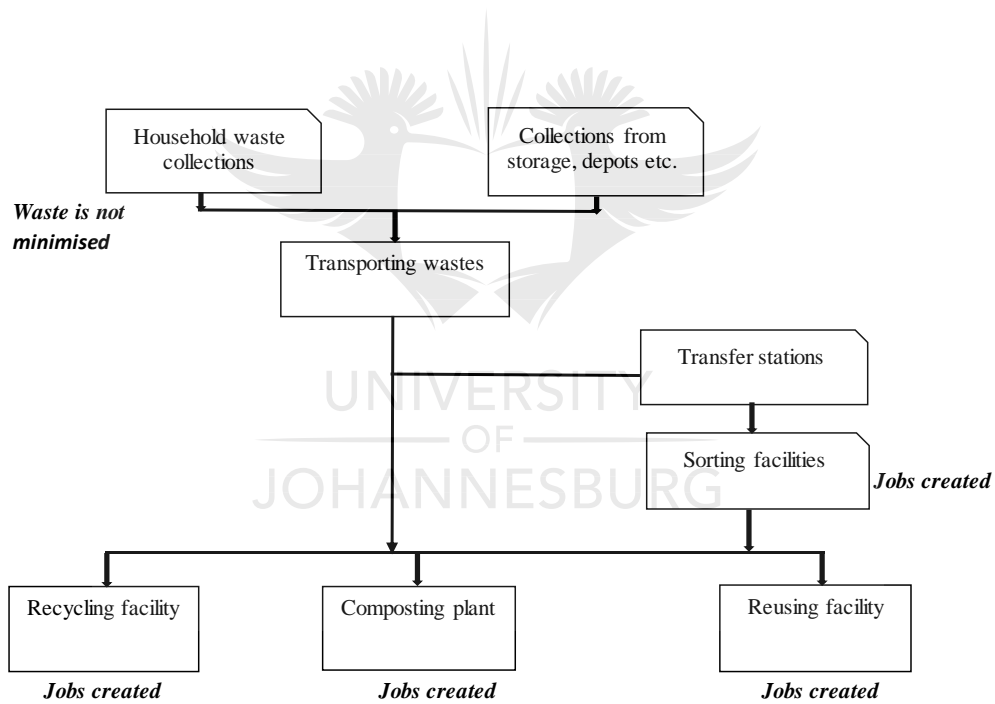 Household waste
collections
Collections from
storage, depots etc.
Waste is not
minimised
Transporting wastes
Transfer stations
UNIVERSITY
OF
JOHANNESBURG
Sorting facilities
Jobs created
Recycling facility
Composting plant
Reusing facility
Jobs created
Jobs created
Jobs created